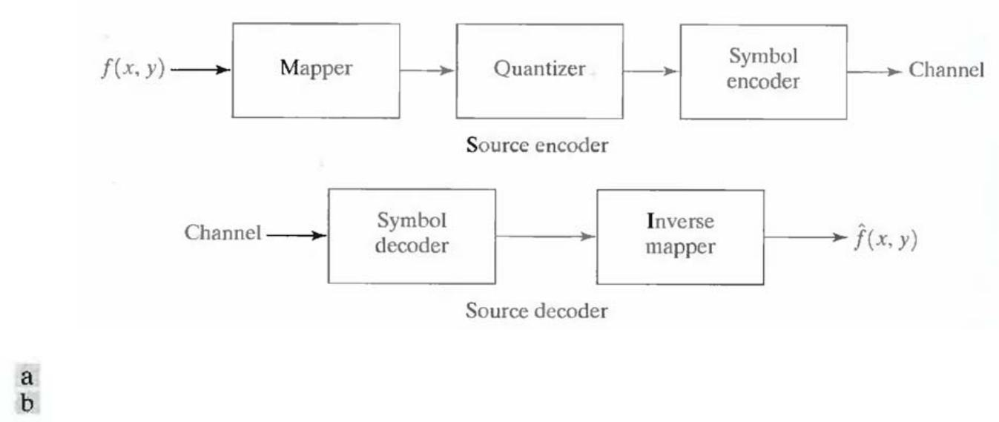 f(x, y) Mapper Quantizer Symbol encoder Channel
Source encoder
Channel Symbol decoder Inverse mapper f̂(x, y)
Source decoder
a
b